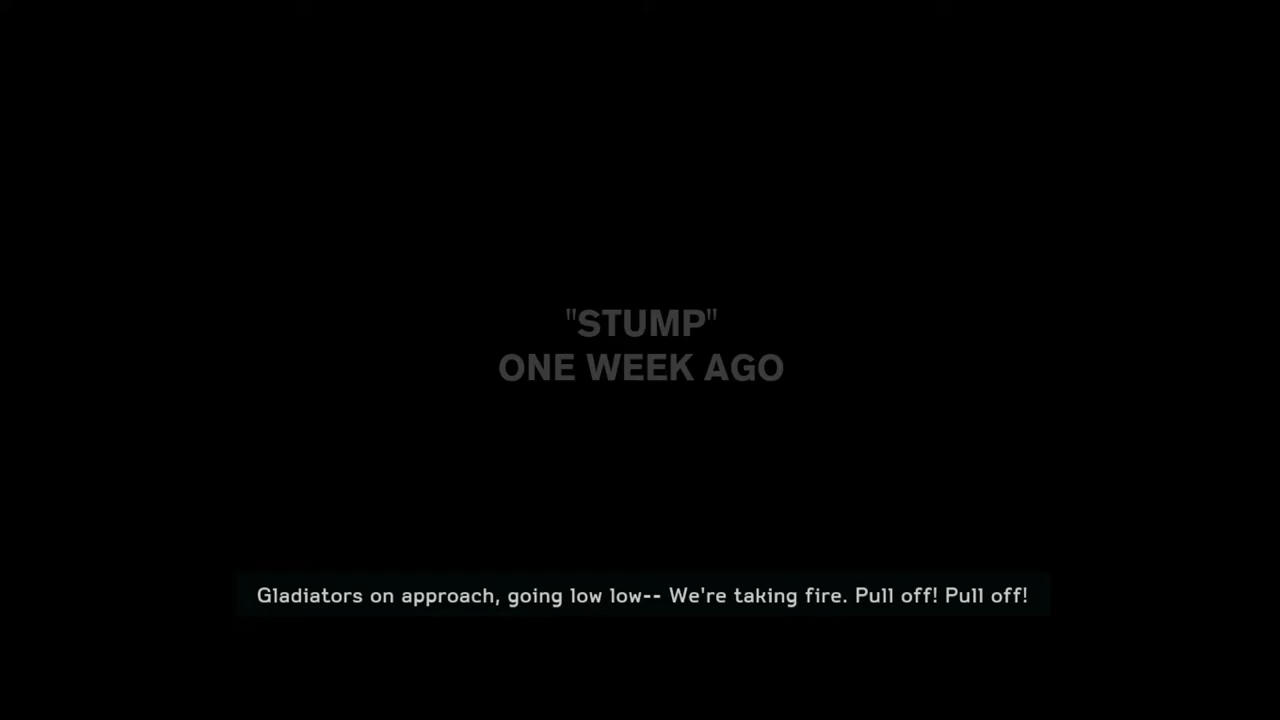 "STUMP"
ONE WEEK AGO
Gladiators on approach, going low low-- We're taking fire. Pull off! Pull off!